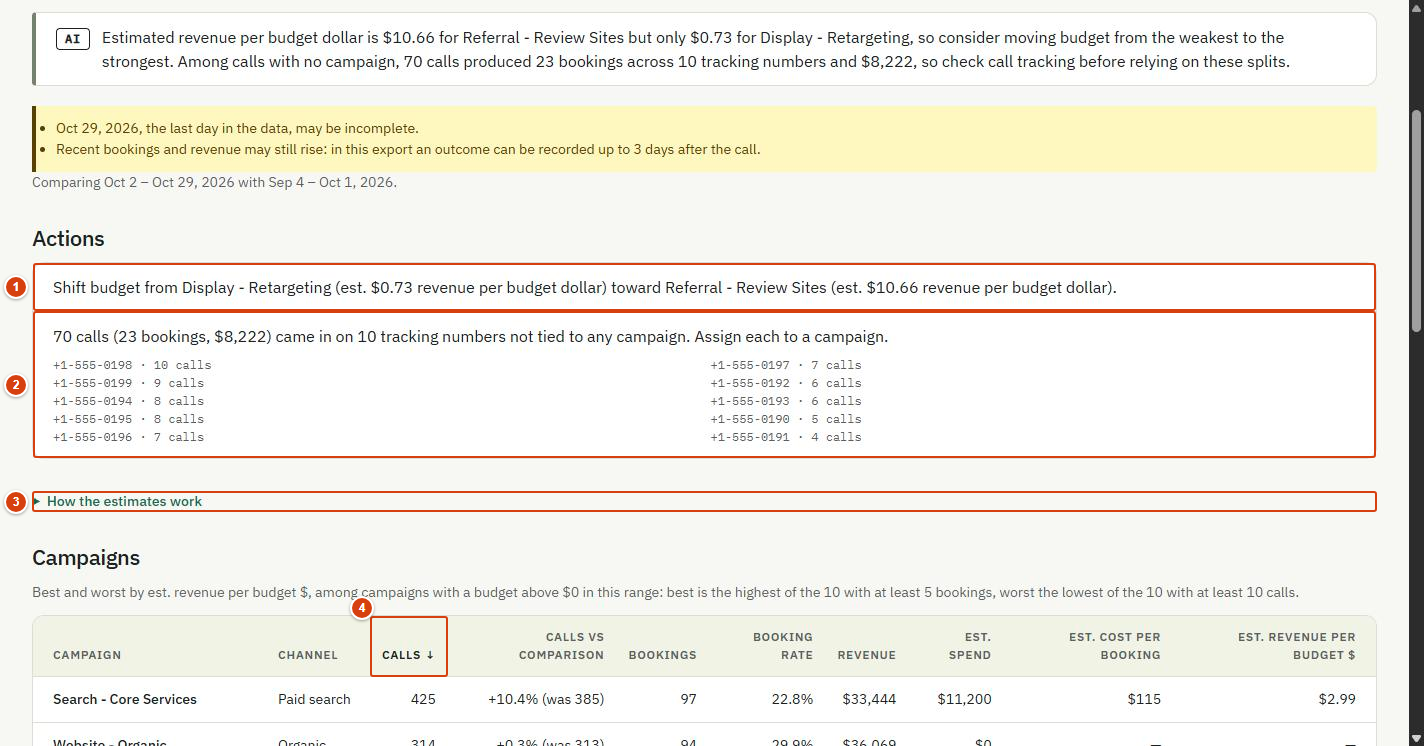 AI
Estimated revenue per budget dollar is $10.66 for Referral - Review Sites but only $0.73 for Display - Retargeting, so consider moving budget from the weakest to the
strongest. Among calls with no campaign, 70 calls produced 23 bookings across 10 tracking numbers and $8,222, so check call tracking before relying on these splits.
• Oct 29, 2026, the last day in the data, may be incomplete.
• Recent bookings and revenue may still rise: in this export an outcome can be recorded up to 3 days after the call.
Comparing Oct 2 – Oct 29, 2026 with Sep 4 – Oct 1, 2026.
Actions
1
Shift budget from Display - Retargeting (est. $0.73 revenue per budget dollar) toward Referral - Review Sites (est. $10.66 revenue per budget dollar).
2
70 calls (23 bookings, $8,222) came in on 10 tracking numbers not tied to any campaign. Assign each to a campaign.
+1-555-0198 · 10 calls
+1-555-0199 · 9 calls
+1-555-0194 · 8 calls
+1-555-0195 · 8 calls
+1-555-0196 · 7 calls
+1-555-0197 · 7 calls
+1-555-0192 · 6 calls
+1-555-0193 · 6 calls
+1-555-0190 · 5 calls
+1-555-0191 · 4 calls
3
▸ How the estimates work
Campaigns
Best and worst by est. revenue per budget $, among campaigns with a budget above $0 in this range: best is the highest of the 10 with at least 5 bookings, worst the lowest of the 10 with at least 10 calls.
4
CAMPAIGN CHANNEL CALLS ↓ CALLS VS COMPARISON BOOKINGS BOOKING RATE REVENUE EST. SPEND EST. COST PER BOOKING EST. REVENUE PER BUDGET $
Search - Core Services Paid search 425 +10.4% (was 385) 97 22.8% $33,444 $11,200 $115 $2.99
Website - Organic Organic 314 +0.3% (was 313) 94 29.9% $36,069 $0 — —